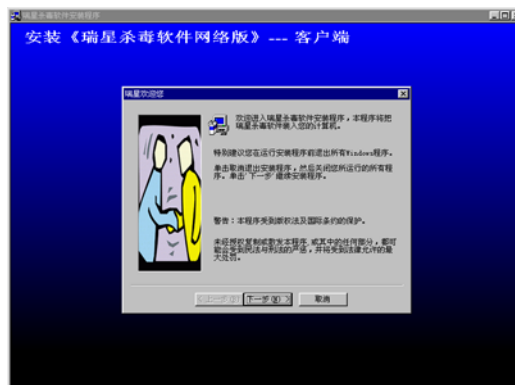 瑞星杀毒软件安装程序
安装《瑞星杀毒软件网络版》--- 客户端
瑞星欢迎您
欢迎进入瑞星杀毒软件安装程序，本程序将把
瑞星杀毒软件装入您的计算机。
特别建议您在运行安装程序前退出所有Windows程序。
单击取消退出安装程序，然后关闭您所运行的所有程
序。单击'下一步'继续安装程序。
警告：本程序受到版权法及国际条约的保护。
未经授权复制或散发本程序，或其中的任何部分，都可
能会受到民法与刑法的严惩，并将受到法律允许的最
大处罚。
< 上一步(B)
下一步(N) >
取消